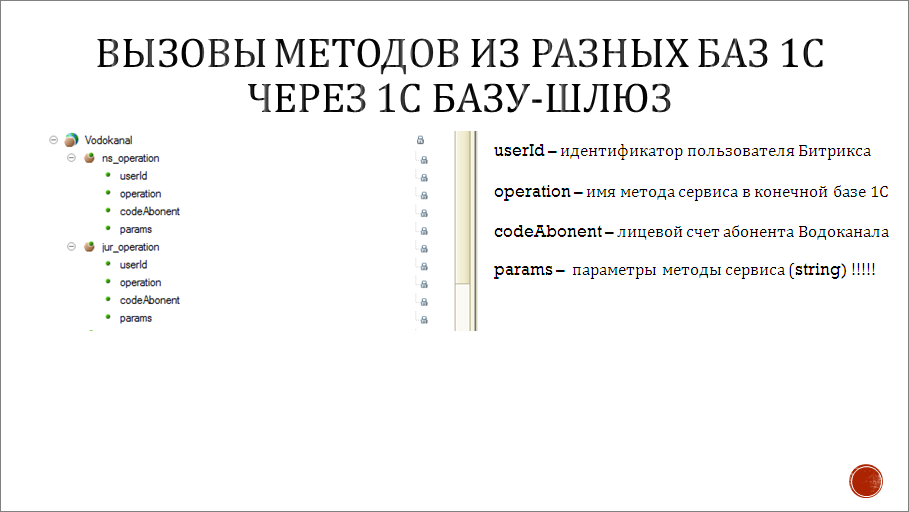 ВЫЗОВЫ МЕТОДОВ ИЗ РАЗНЫХ БАЗ 1С
ЧЕРЕЗ 1С БАЗУ-ШЛЮЗ
Vodokanal
ns_operation
userId
operation
codeAbonent
params
jur_operation
userId
operation
codeAbonent
params
userId – идентификатор пользователя Битрикса
operation – имя метода сервиса в конечной базе 1С
codeAbonent – лицевой счет абонента Водоканала
params – параметры методы сервиса (string) !!!!!